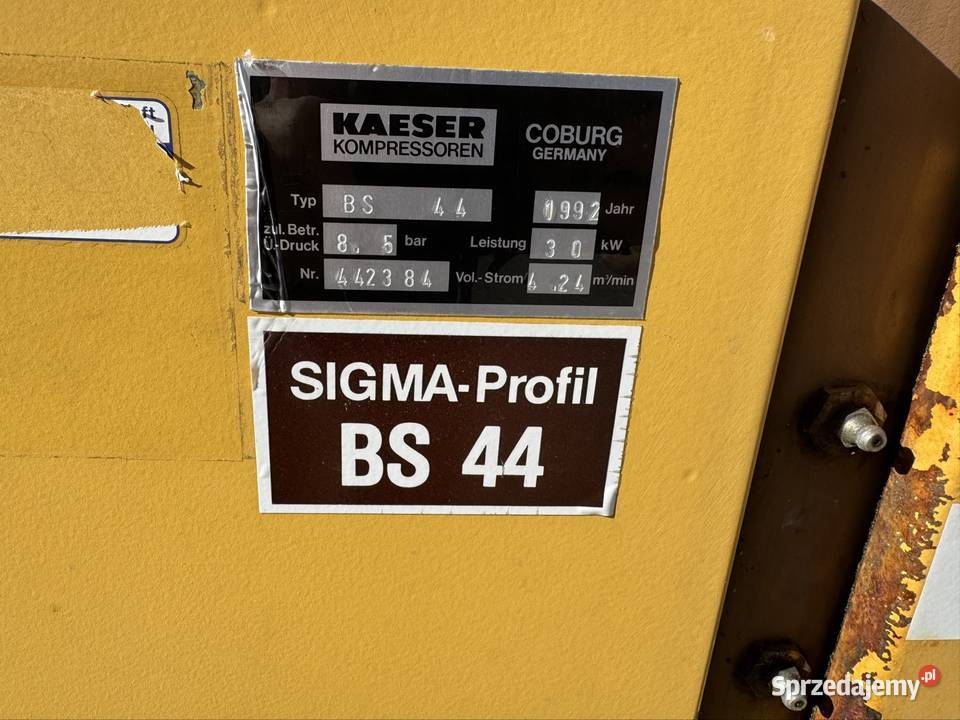 KAESER
KOMPRESSOREN
COBURG
GERMANY
Typ BS 44 1992 Jahr
zul. Betr.
Ü.-Druck 8.5 bar Leistung 30 kW
Nr. 442384 Vol.-Strom 4.24 m³/min
SIGMA-Profil
BS 44
Sprzedajemy.pl